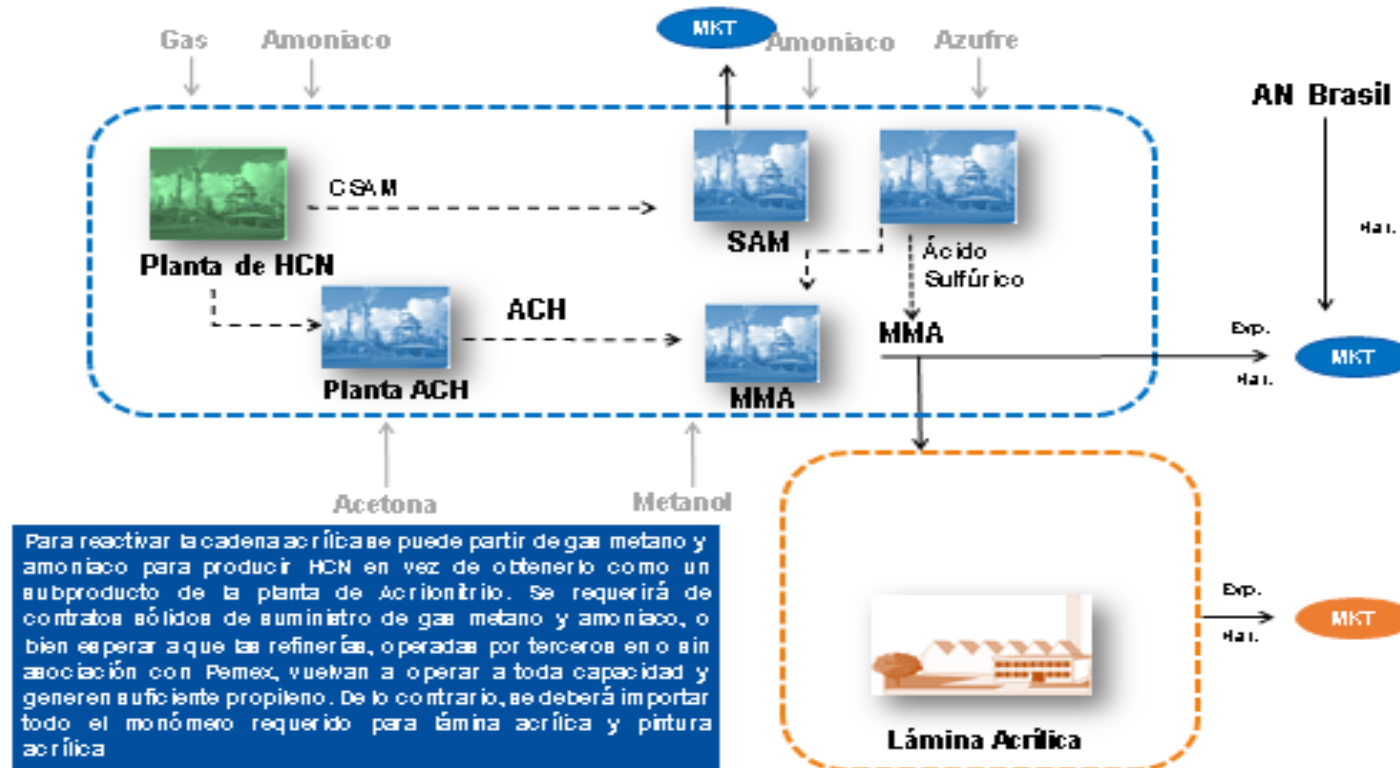 MKT
Gas
Amoniaco
Amoniaco
Azufre
AN Brasil
CSAM
SAM
Planta de HCN
Ácido
Sulfúrico
ACH
MMA
Exp.
MKT
Planta ACH
MMA
Acetona
Metanol
Para reactivar la cadena acrílica se puede partir de gas metano y
amoniaco para producir HCN en vez de obtenerlo como un
subproducto de la planta de Acrilonitrilo. Se requerirá de
contratos sólidos de suministro de gas metano y amoniaco, o
bien esperar a que las refinerías, operadas por terceros en o sin
asociación con Pemex, vuelvan a operar a toda capacidad y
generen suficiente propileno. De lo contrario, se deberá importar
todo el monómero requerido para lámina acrílica y pintura
acrílica
Exp.
MKT
Lámina Acrílica